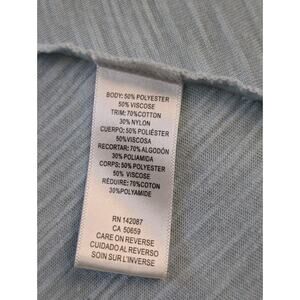 BODY: 50% POLYESTER
50% VISCOSE
TRIM: 70%COTTON
30% NYLON
CUERPO: 50% POLIÉSTER
50%VISCOSA
RECORTAR: 70% ALGODÓN
30% POLIAMIDA
CORPS: 50% POLYESTER
50% VISCOSE
RÉDUIRE: 70%COTON
30%POLYAMIDE
RN 142087
CA 50659
CARE ON REVERSE
CUIDADO AL REVERSO
SOIN SUR L'INVERSE